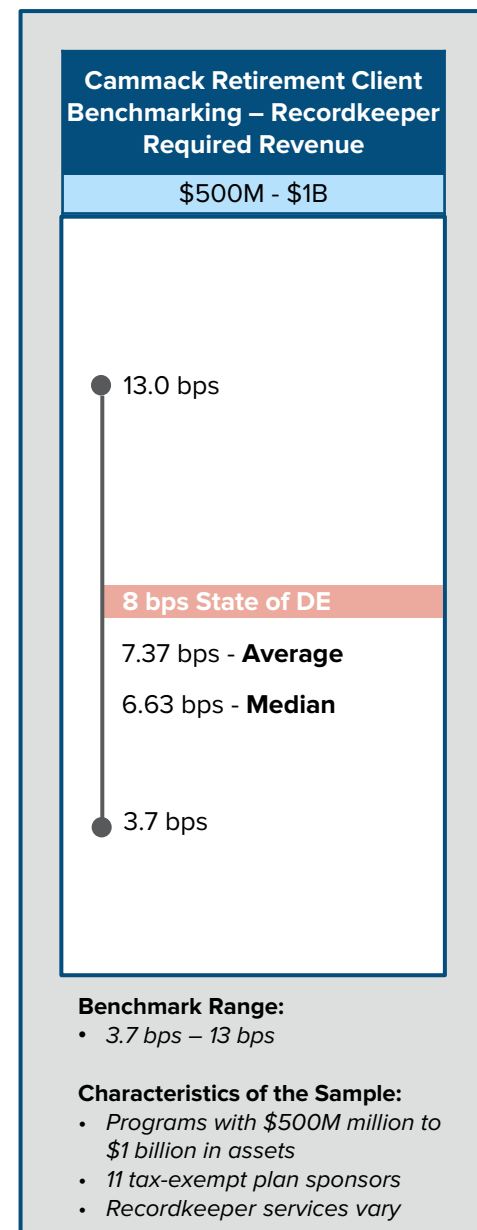 Cammack Retirement Client
Benchmarking – Recordkeeper
Required Revenue
$500M - $1B
13.0 bps
8 bps State of DE
7.37 bps - Average
6.63 bps - Median
3.7 bps
Benchmark Range:
• 3.7 bps – 13 bps
Characteristics of the Sample:
• Programs with $500M million to
$1 billion in assets
• 11 tax-exempt plan sponsors
• Recordkeeper services vary